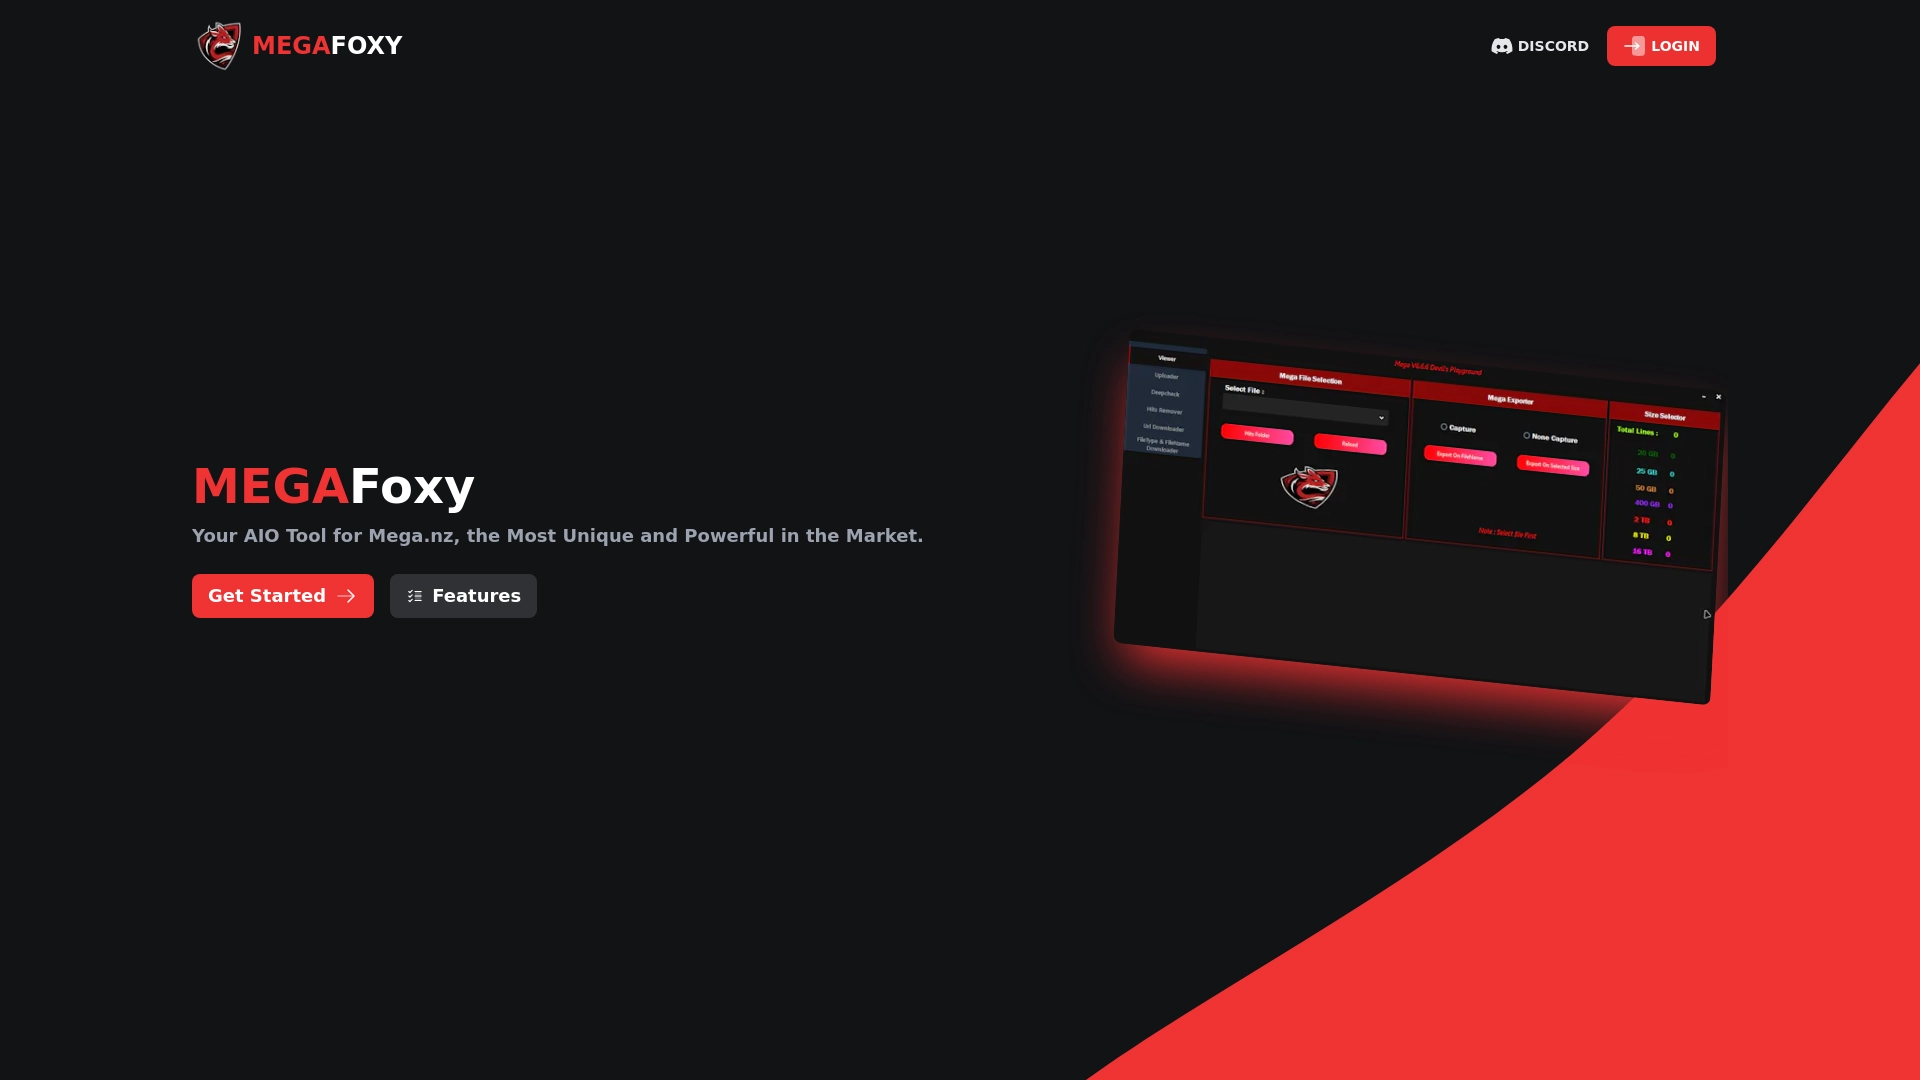 MEGAFOXY
DISCORD
LOGIN
MEGAFoxy
Your AIO Tool for Mega.nz, the Most Unique and Powerful in the Market.
Get Started
Features
Mega V6.6.6 Devil's Playground
Viewer
Uploader
Deepcheck
Hits Remover
Url Downloader
FileType & FileName
Downloader
Mega File Selection
Select File :
Hits Folder
Reload
Mega Exporter
Capture
None Capture
Export On FileName
Export On Selected Size
Note : Select file First
Size Selector
Total Lines : 0
20 GB 0
25 GB 0
50 GB 0
400 GB 0
2 TB 0
8 TB 0
16 TB 0